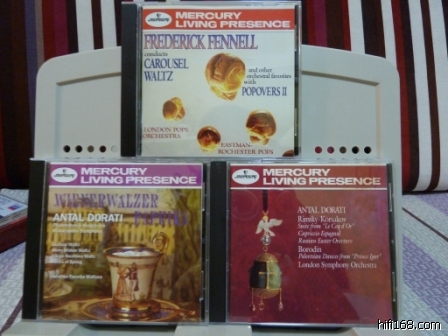 MERCURY
LIVING PRESENCE
FREDERICK FENNELL
conducts
CAROUSEL
WALTZ
and other
orchestral favorites
with
POPOVERS II
LONDON POPS
ORCHESTRA
EASTMAN-
ROCHESTER POPS
MERCURY
LIVING PRESENCE
WIENERWALZER
PAPRIKA
ANTAL DORATI
MERCURY
LIVING PRESENCE
ANTAL DORATI
Rimsky-Korsakov
Suite from "Le Coq d'Or"
Capriccio Espagnol
Russian Easter Overture
Borodin
Polovtsian Dances from "Prince Igor"
London Symphony Orchestra
hifi168.com